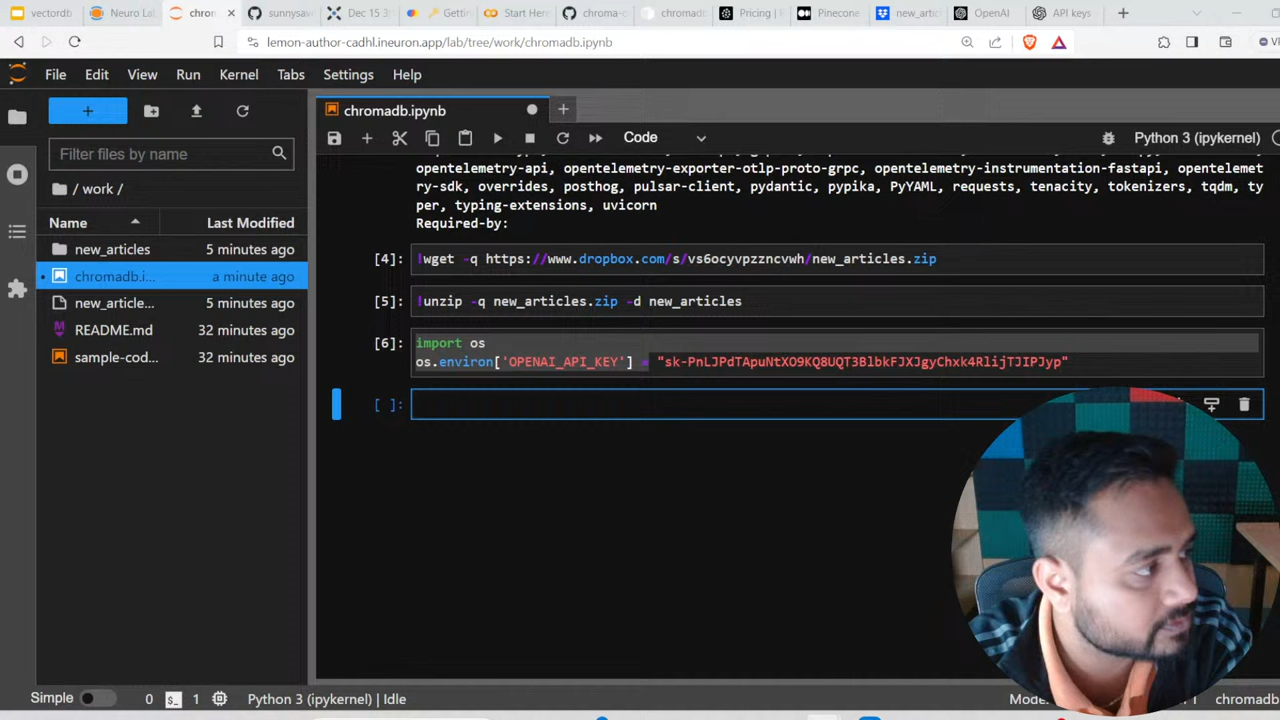 vectordb
Neuro Lab
chrom
sunnysav
Dec 15 3
Getti
Start Here
chroma-c
chromadb
Pricing |
Pinecone
new_artic
OpenAI
API keys
lemon-author-cadhl.ineuron.app/lab/tree/work/chromadb.ipynb
File Edit View Run Kernel Tabs Settings Help
chromadb.ipynb
Filter files by name
Code
Python 3 (ipykernel)
/ work /
Name
Last Modified
new_articles 5 minutes ago
chromadb.i... a minute ago
new_article... 5 minutes ago
README.md 32 minutes ago
sample-cod... 32 minutes ago
opentelemetry-api, opentelemetry-exporter-otlp-proto-grpc, opentelemetry-instrumentation-fastapi, opentelemet
ry-sdk, overrides, posthog, pulsar-client, pydantic, pypika, PyYAML, requests, tenacity, tokenizers, tqdm, ty
per, typing-extensions, uvicorn
Required-by:
[4]: !wget -q https://www.dropbox.com/s/vs6ocyvpzzncvwh/new_articles.zip
[5]: !unzip -q new_articles.zip -d new_articles
[6]: import os
os.environ['OPENAI_API_KEY'] = "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"
[ ]:
Simple 0 1 Python 3 (ipykernel) | Idle
Mode
chromadb